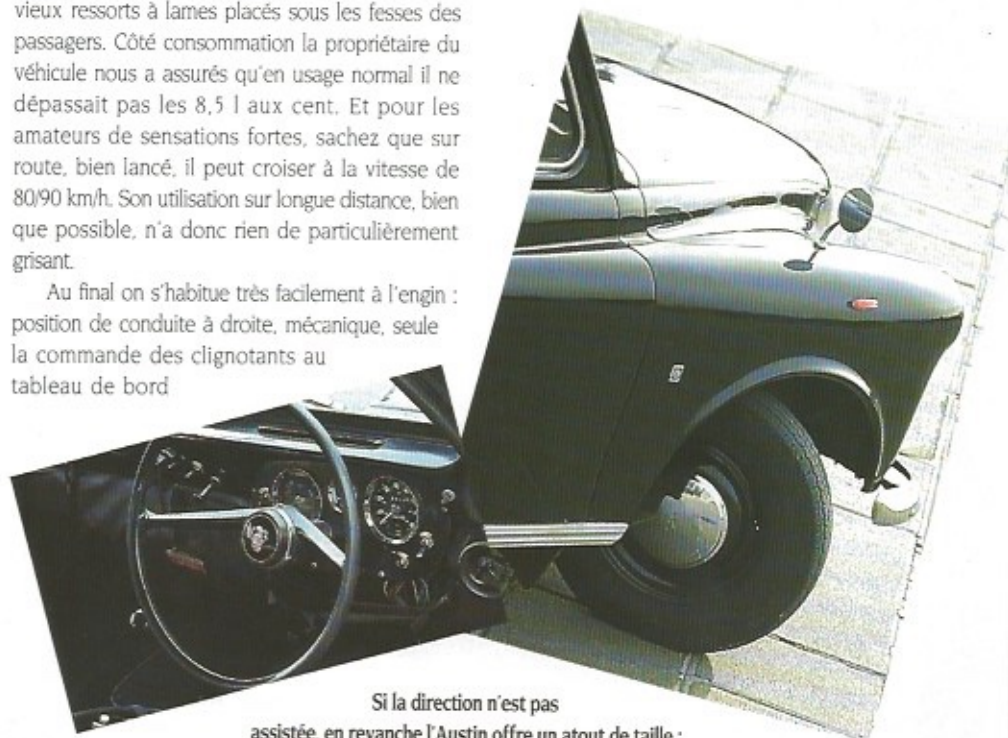 vieux ressorts à lames placés sous les fesses des
passagers. Côté consommation la propriétaire du
véhicule nous a assurés qu'en usage normal il ne
dépassait pas les 8,5 l aux cent. Et pour les
amateurs de sensations fortes, sachez que sur
route, bien lancé, il peut croiser à la vitesse de
80/90 km/h. Son utilisation sur longue distance, bien
que possible, n'a donc rien de particulièrement
grisant.
Au final on s'habitue très facilement à l'engin :
position de conduite à droite, mécanique, seule
la commande des clignotants au
tableau de bord
Si la direction n'est pas
assistée, en revanche l'Austin offre un atout de taille :